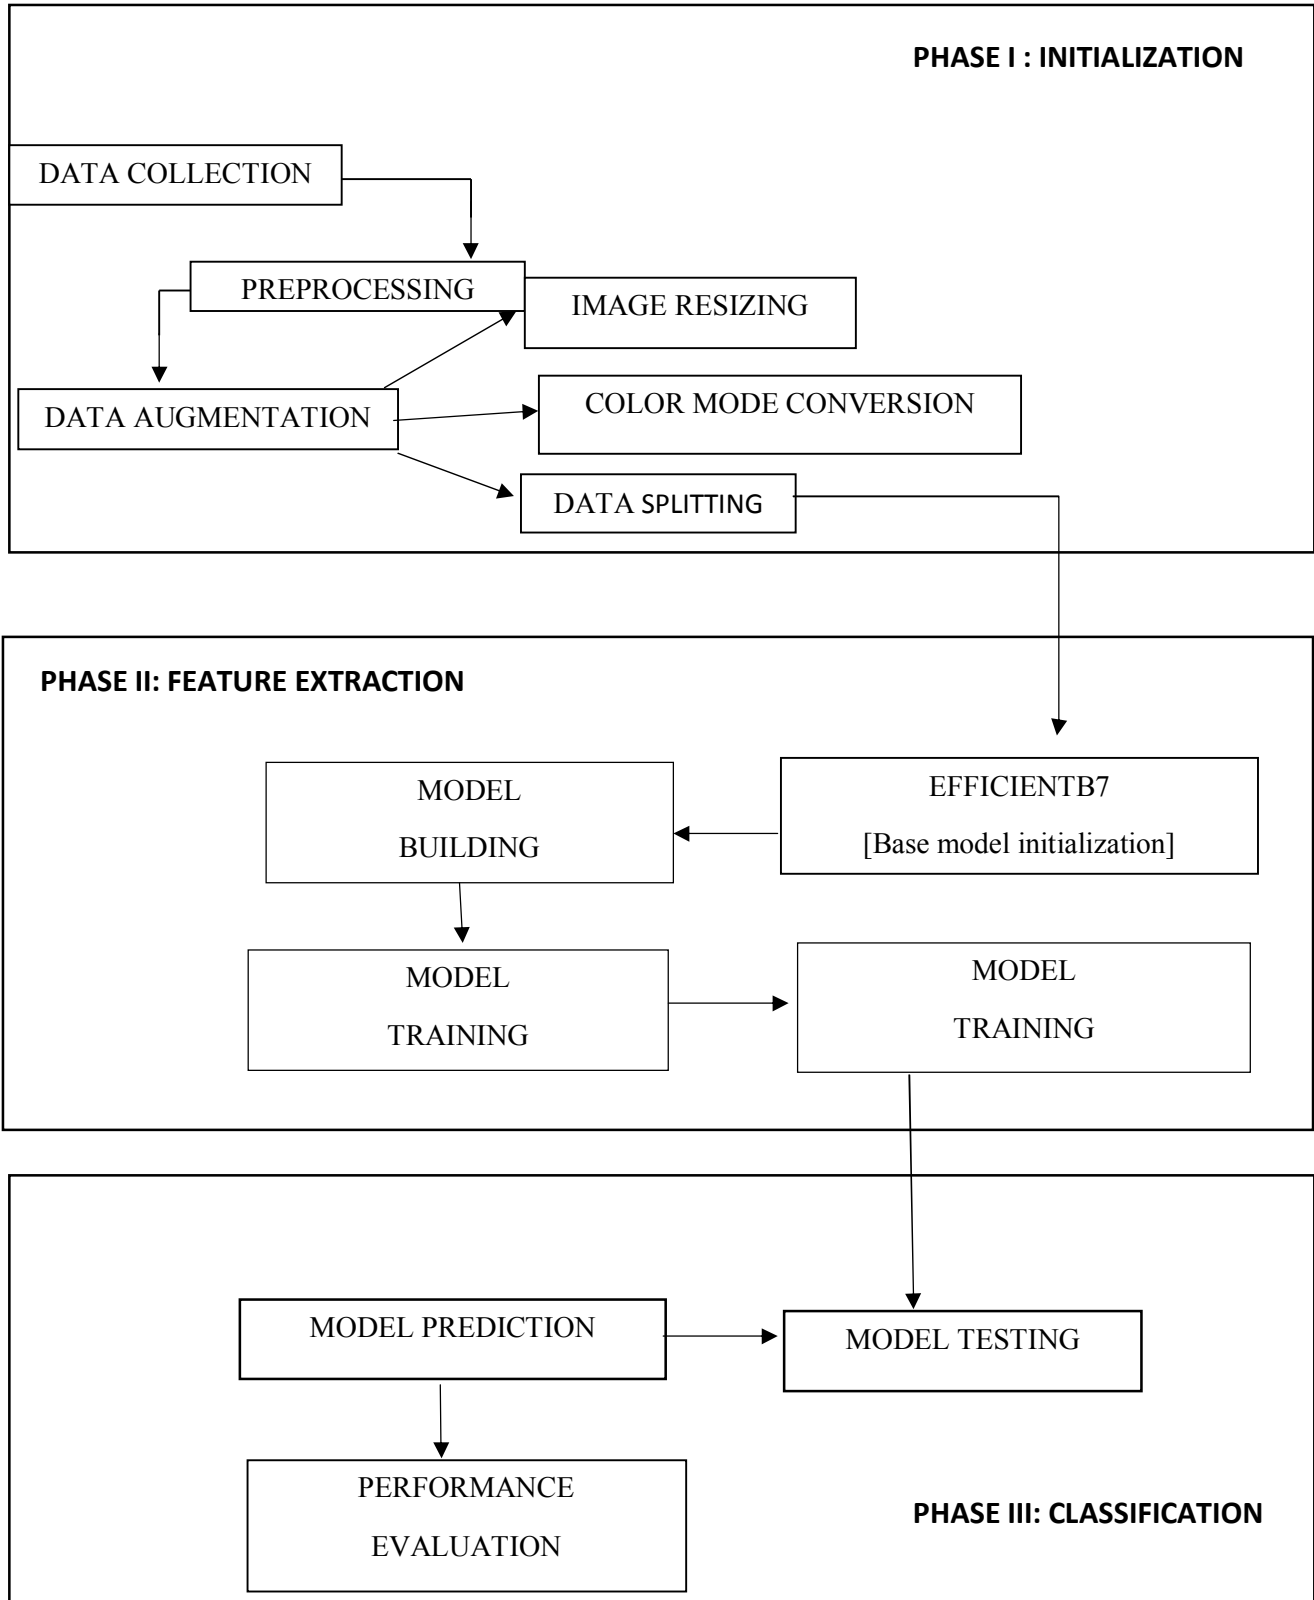 PHASE I : INITIALIZATION
DATA COLLECTION
PREPROCESSING
IMAGE RESIZING
DATA AUGMENTATION
COLOR MODE CONVERSION
DATA SPLITTING
PHASE II: FEATURE EXTRACTION
MODEL
BUILDING
EFFICIENTB7
[Base model initialization]
MODEL
TRAINING
MODEL
TRAINING
MODEL PREDICTION
MODEL TESTING
PERFORMANCE
EVALUATION
PHASE III: CLASSIFICATION